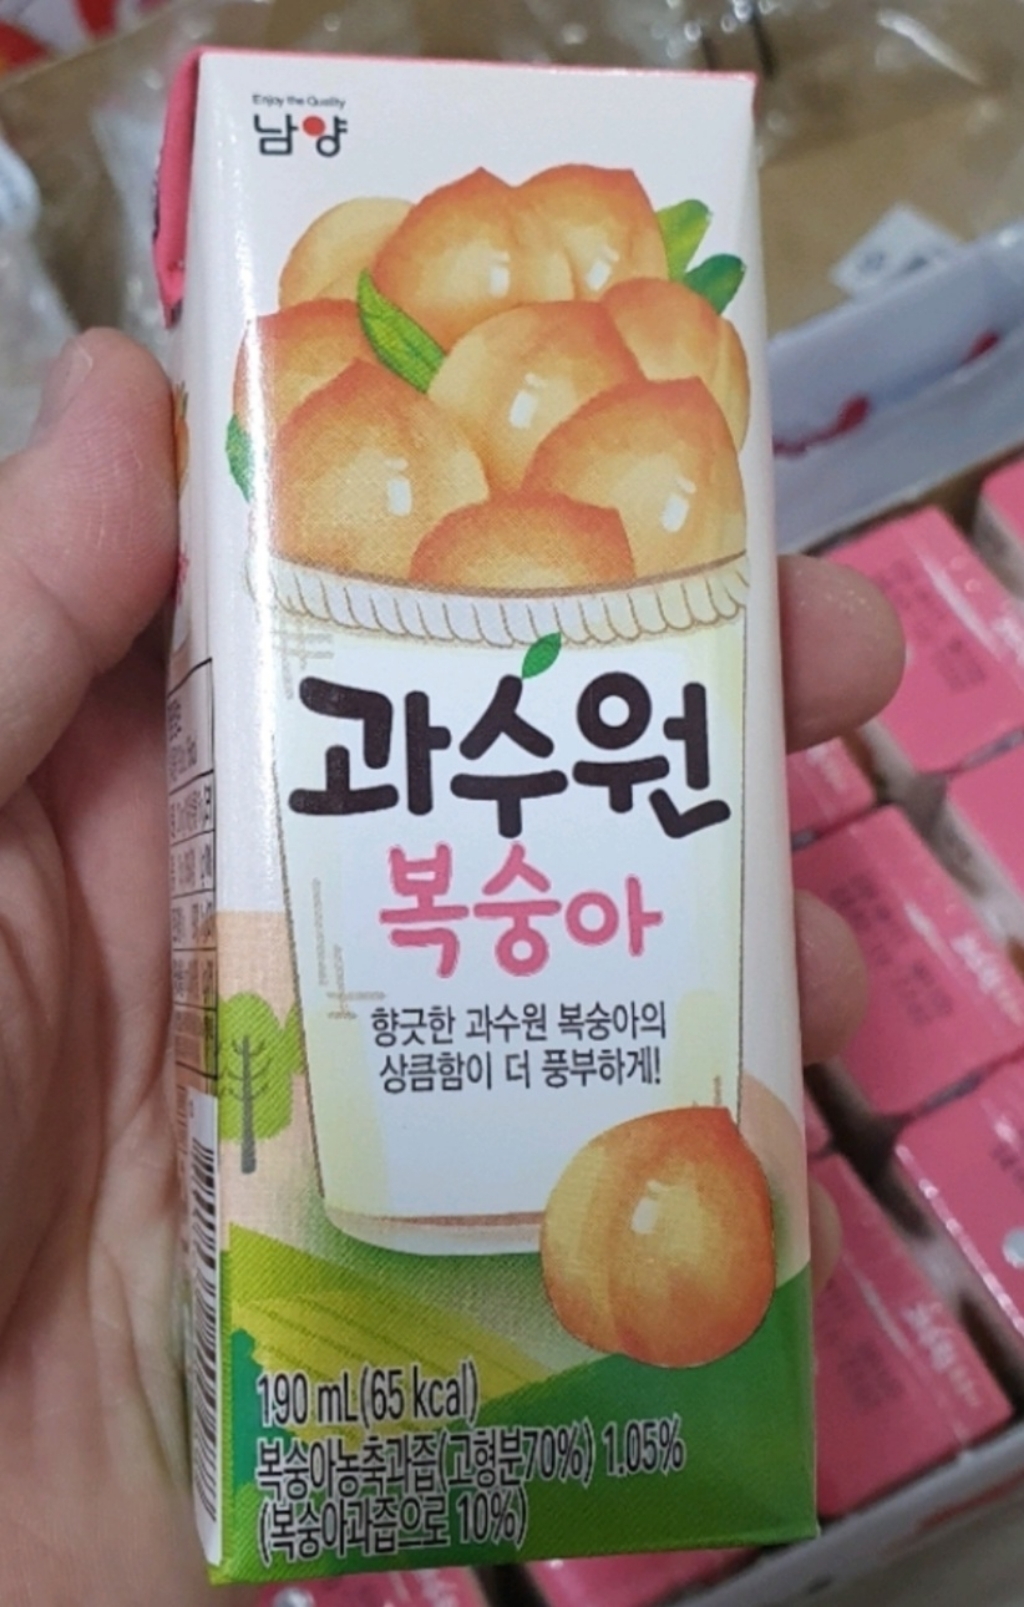 Enjoy the Quality
남양
과수원
복숭아
향긋한 과수원 복숭아의
상큼함이 더 풍부하게!
190 mL(65 kcal)
복숭아농축과즙(고형분70%) 1.05%
(복숭아과즙으로 10%)